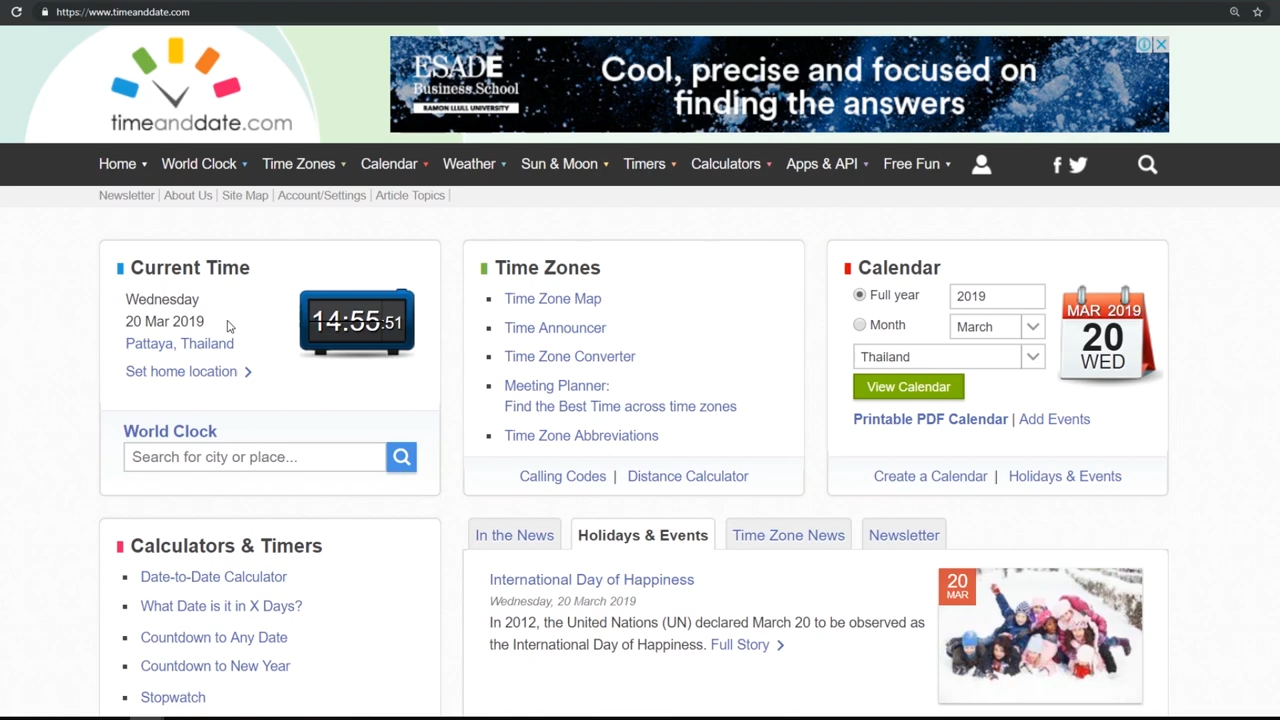 https://www.timeanddate.com
timeanddate.com
ESADE
Business School
RAMON LLULL UNIVERSITY
Cool, precise and focused on
finding the answers
Home World Clock Time Zones Calendar Weather Sun & Moon Timers Calculators Apps & API Free Fun
Newsletter | About Us | Site Map | Account/Settings | Article Topics |
Current Time
Wednesday
20 Mar 2019
Pattaya, Thailand
Set home location
14:55:51
World Clock
Search for city or place...
Time Zones
Time Zone Map
Time Announcer
Time Zone Converter
Meeting Planner:
Find the Best Time across time zones
Time Zone Abbreviations
Calling Codes | Distance Calculator
Calendar
Full year 2019
Month March
Thailand
View Calendar
MAR 2019
20
WED
Printable PDF Calendar | Add Events
Create a Calendar | Holidays & Events
Calculators & Timers
Date-to-Date Calculator
What Date is it in X Days?
Countdown to Any Date
Countdown to New Year
Stopwatch
In the News Holidays & Events Time Zone News Newsletter
International Day of Happiness
Wednesday, 20 March 2019
In 2012, the United Nations (UN) declared March 20 to be observed as
the International Day of Happiness. Full Story
20
MAR